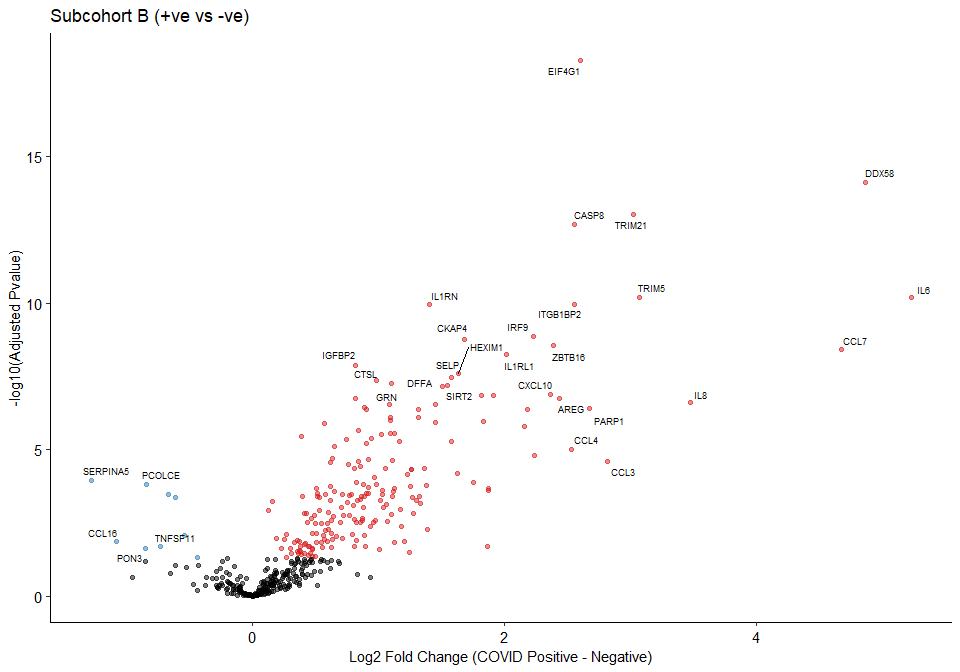 Subcohort B (+ve vs -ve)
EIF4G1
15
DDX58
CASP8
TRIM21
TRIM5
IL6
10
IL1RN
ITGB1BP2
CKAP4
IRF9
HEXIM1
CCL7
IGFBP2
ZBTB16
SELP
IL1RL1
CTSL
DFFA
CXCL10
GRN
SIRT2
IL8
AREG
PARP1
5
CCL4
CCL3
SERPINA5
PCOLCE
CCL16
TNFSF11
PON3
0
-log10(Adjusted Pvalue)
0 2 4
Log2 Fold Change (COVID Positive - Negative)